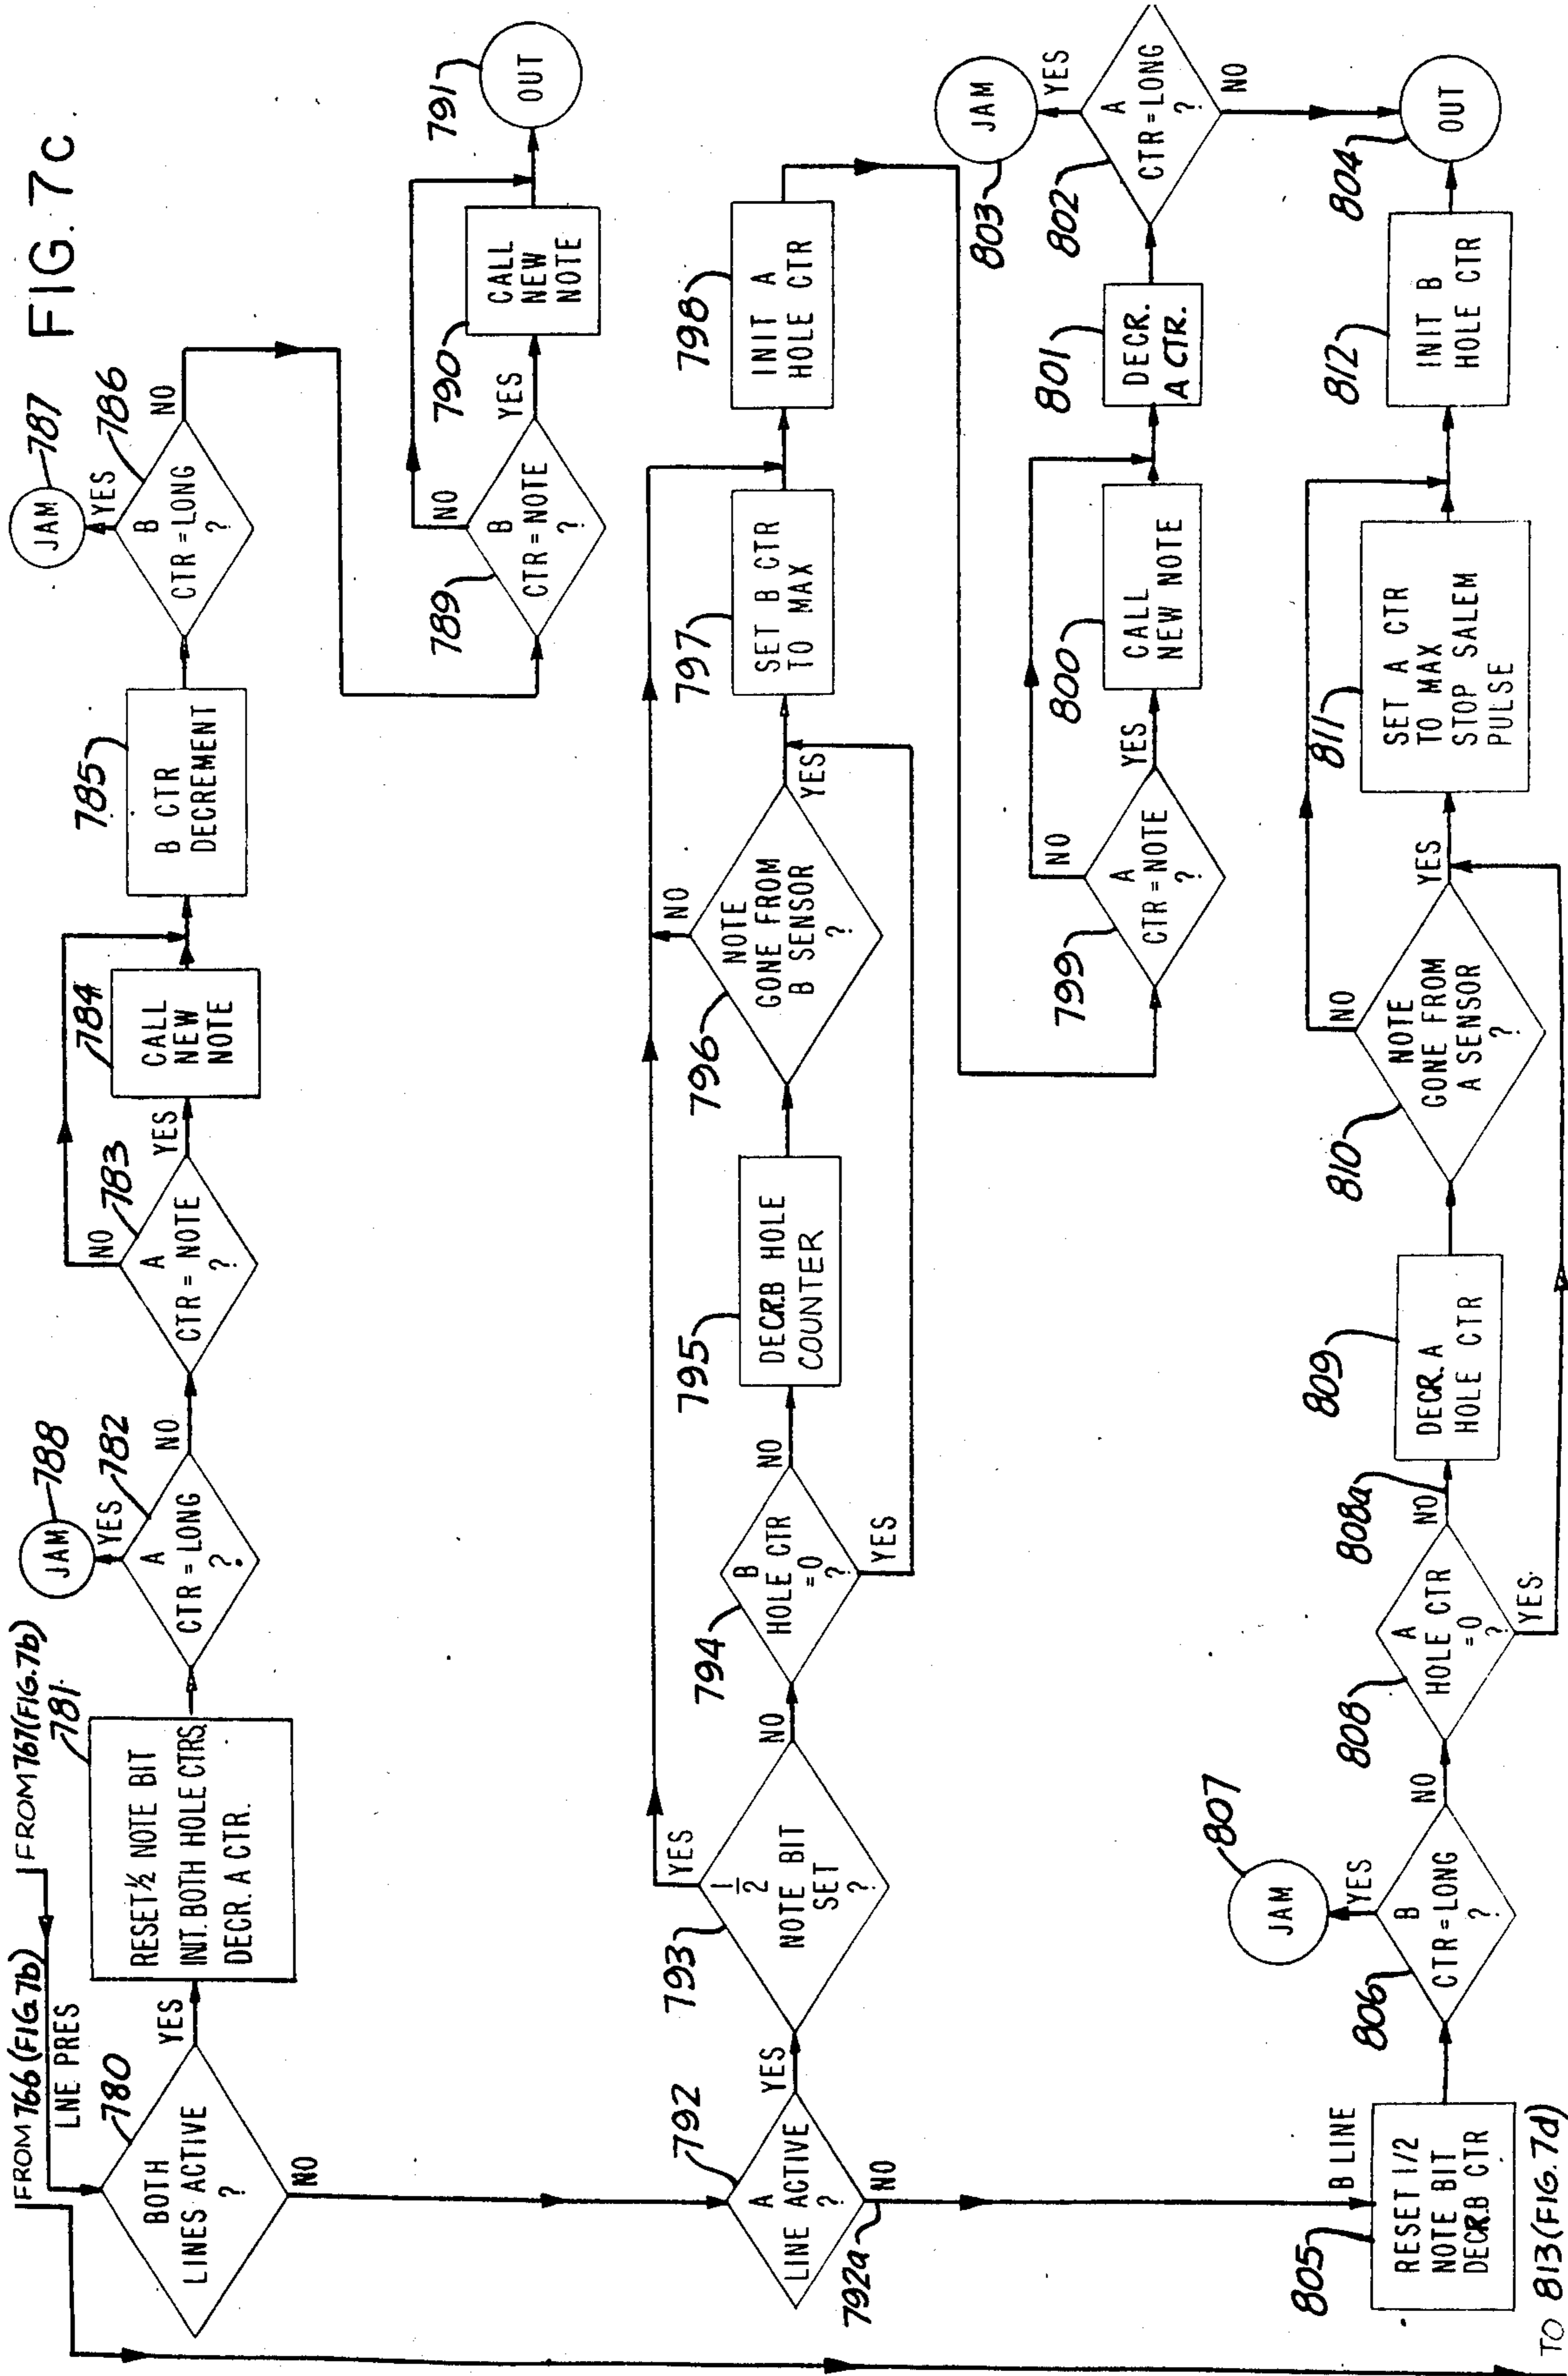 FIG. 7c
FROM 766 (FIG. 7b)
FROM 767 (FIG. 7b)
LNE PRES
780
BOTH
LINES ACTIVE
?
YES
NO
781
RESET ½ NOTE BIT
INIT. BOTH HOLE CTRS.
DECR. A CTR.
788
JAM
YES
782
A
CTR = LONG
?
NO
783
A
CTR = NOTE
?
NO
YES
784
CALL
NEW
NOTE
785
B CTR
DECREMENT
787
JAM
YES
786
B
CTR = LONG
?
NO
789
B
CTR = NOTE
?
NO
YES
790
CALL
NEW
NOTE
791
OUT
792
A
LINE ACTIVE
?
YES
NO
792a
793
1/2
NOTE BIT
SET
?
YES
NO
794
B
HOLE CTR
=0
?
NO
YES
795
DECR.B HOLE
COUNTER
796
NOTE
GONE FROM
B SENSOR
?
NO
YES
797
SET B CTR
TO MAX
798
INIT A
HOLE CTR
799
A
CTR = NOTE
?
NO
YES
800
CALL
NEW NOTE
801
DECR.
A CTR.
802
A
CTR = LONG
?
YES
NO
803
JAM
804
OUT
B LINE
805
RESET 1/2
NOTE BIT
DECR.B CTR
806
B
CTR = LONG
?
YES
NO
807
JAM
808
A
HOLE CTR
=0
?
NO
808a
YES
809
DECR. A
HOLE CTR
810
NOTE
GONE FROM
A SENSOR
?
NO
YES
811
SET A CTR
TO MAX
STOP SALEM
PULSE
812
INIT B
HOLE CTR
TO 813 (FIG. 7d)